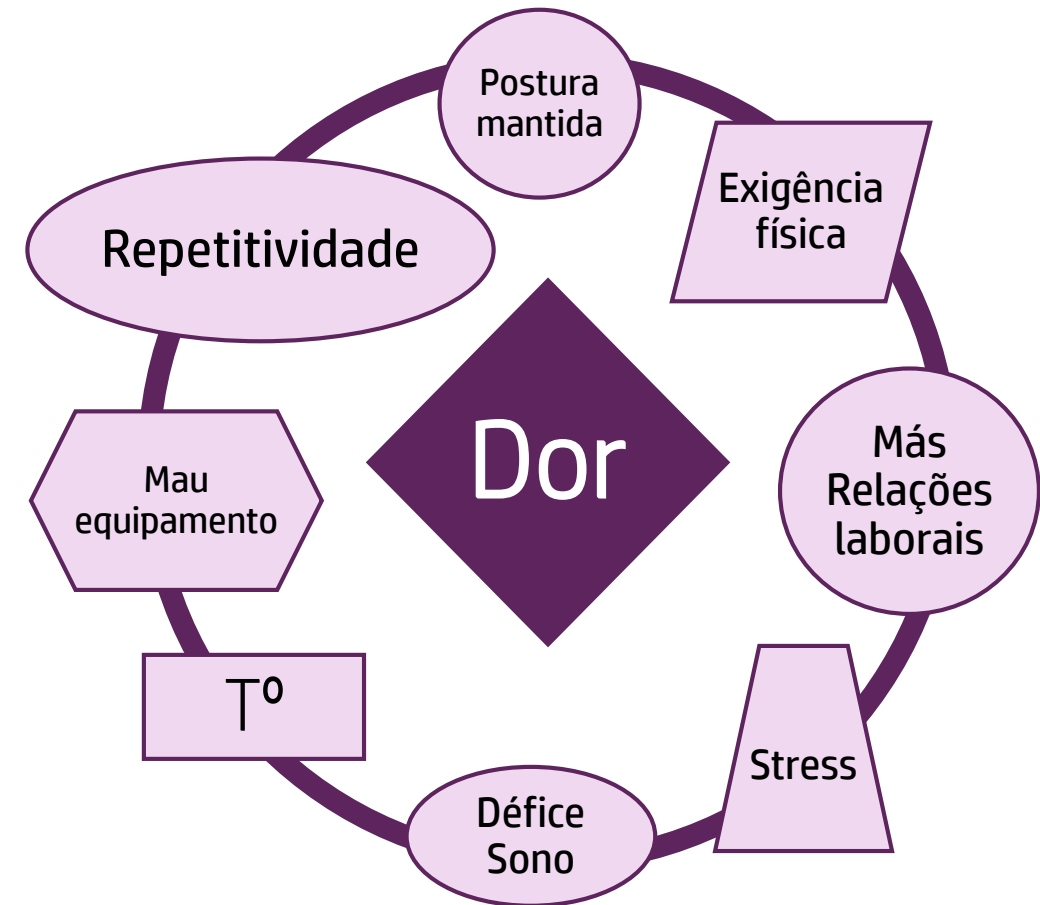 Postura
mantida
Exigência
física
Repetitividade
Dor
Más
Relações
laborais
Mau
equipamento
Tº
Stress
Défice
Sono